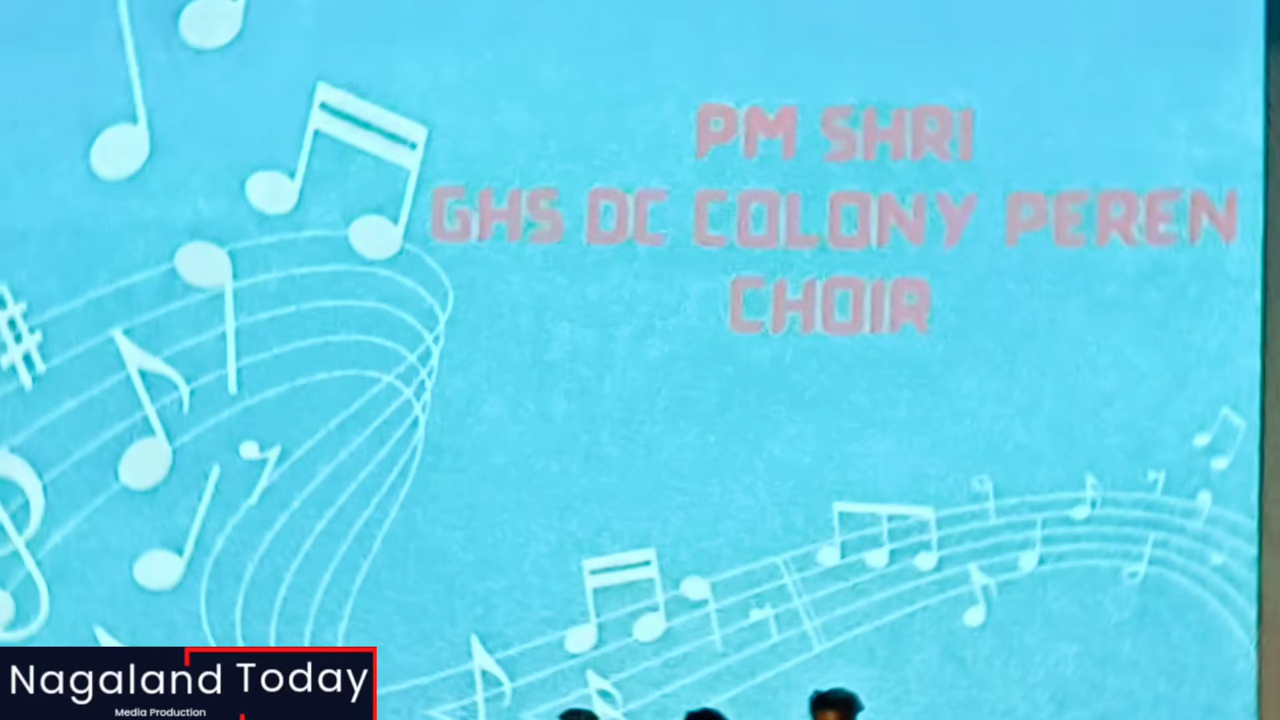 PM SHRI
GHS DC COLONY PEREN
CHOIR
Nagaland Today
Media Production